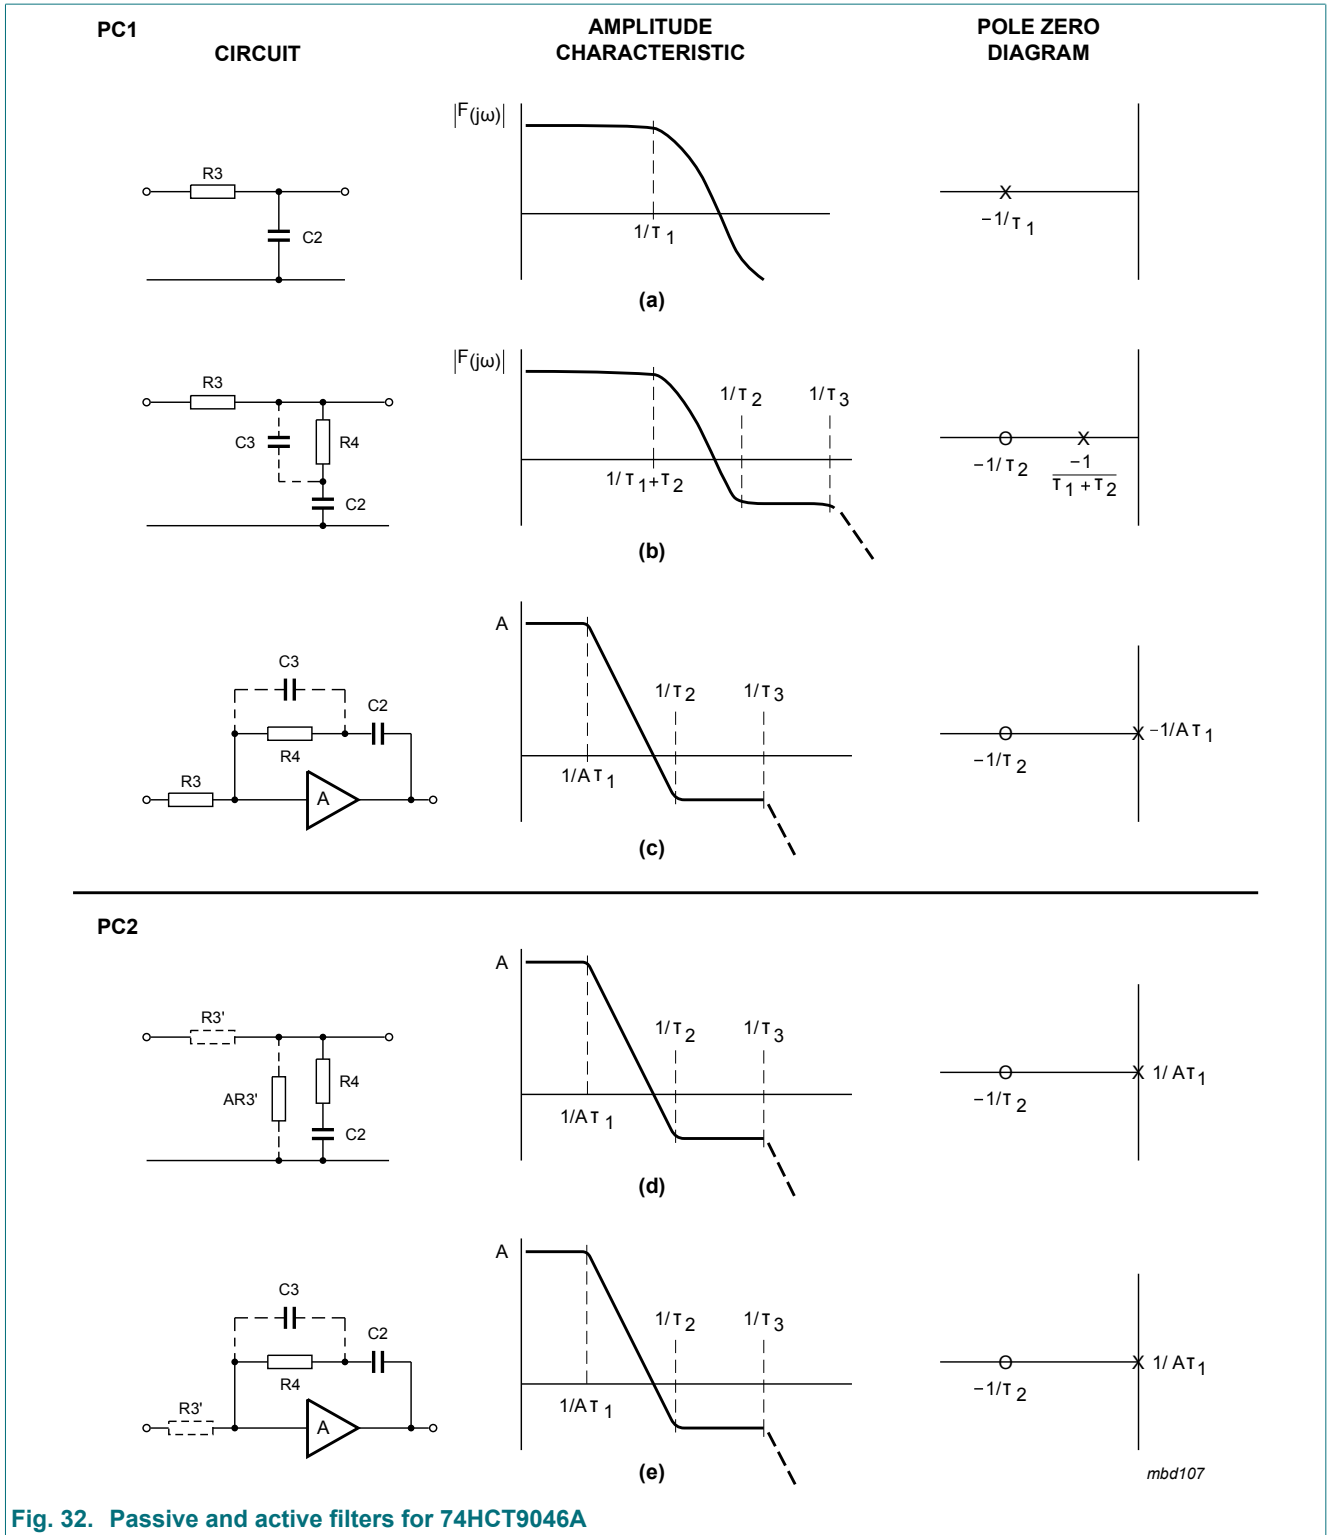 PC1
CIRCUIT
AMPLITUDE
CHARACTERISTIC
POLE ZERO
DIAGRAM
R3
C2
|F(jω)|
1/τ1
(a)
−1/τ1
R3
C3
R4
C2
|F(jω)|
1/τ1+τ2
1/τ2
1/τ3
(b)
−1/τ2
−1
τ1+τ2
C3
C2
R4
R3
A
A
1/Aτ1
1/τ2
1/τ3
(c)
−1/τ2
−1/Aτ1
PC2
R3'
AR3'
R4
C2
A
1/Aτ1
1/τ2
1/τ3
(d)
−1/τ2
1/Aτ1
C3
C2
R4
R3'
A
A
1/Aτ1
1/τ2
1/τ3
(e)
−1/τ2
1/Aτ1
mbd107
Fig. 32. Passive and active filters for 74HCT9046A